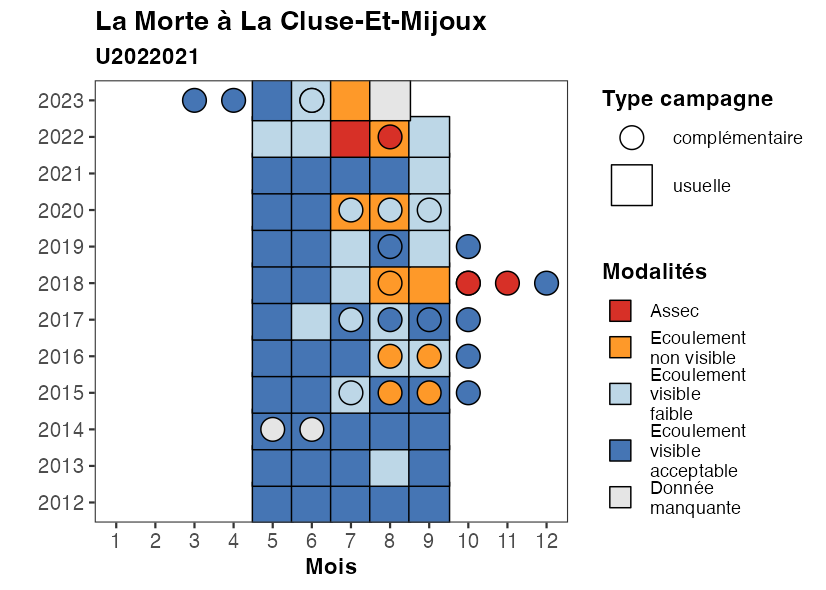 La Morte à La Cluse-Et-Mijoux
U2022021
2023
2022
2021
2020
2019
2018
2017
2016
2015
2014
2013
2012
1 2 3 4 5 6 7 8 9 10 11 12
Mois
Type campagne
complémentaire
usuelle
Modalités
Assec
Ecoulement
non visible
Ecoulement
visible
faible
Ecoulement
visible
acceptable
Donnée
manquante